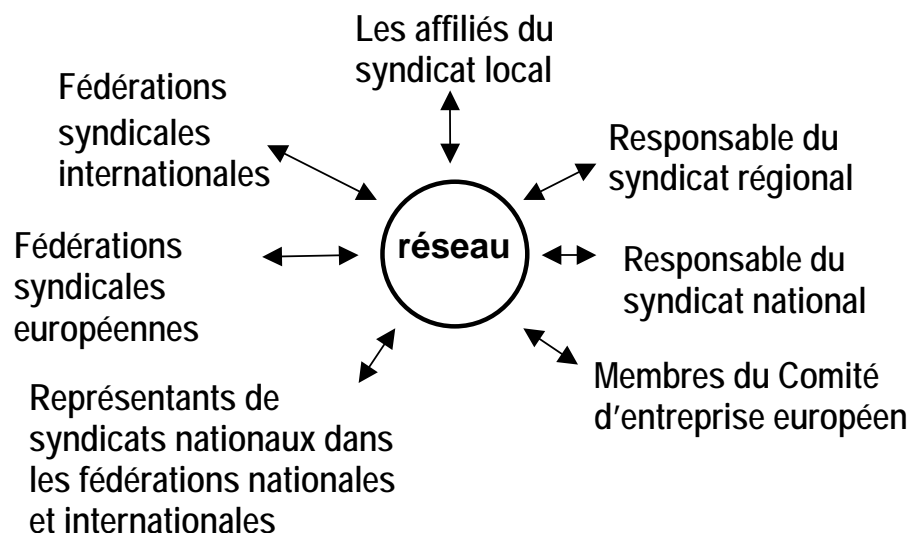 Les affiliés du
syndicat local
Fédérations
syndicales
internationales
Responsable du
syndicat régional
réseau
Fédérations
syndicales
européennes
Responsable du
syndicat national
Membres du Comité
d'entreprise européen
Représentants de
syndicats nationaux dans
les fédérations nationales
et internationales